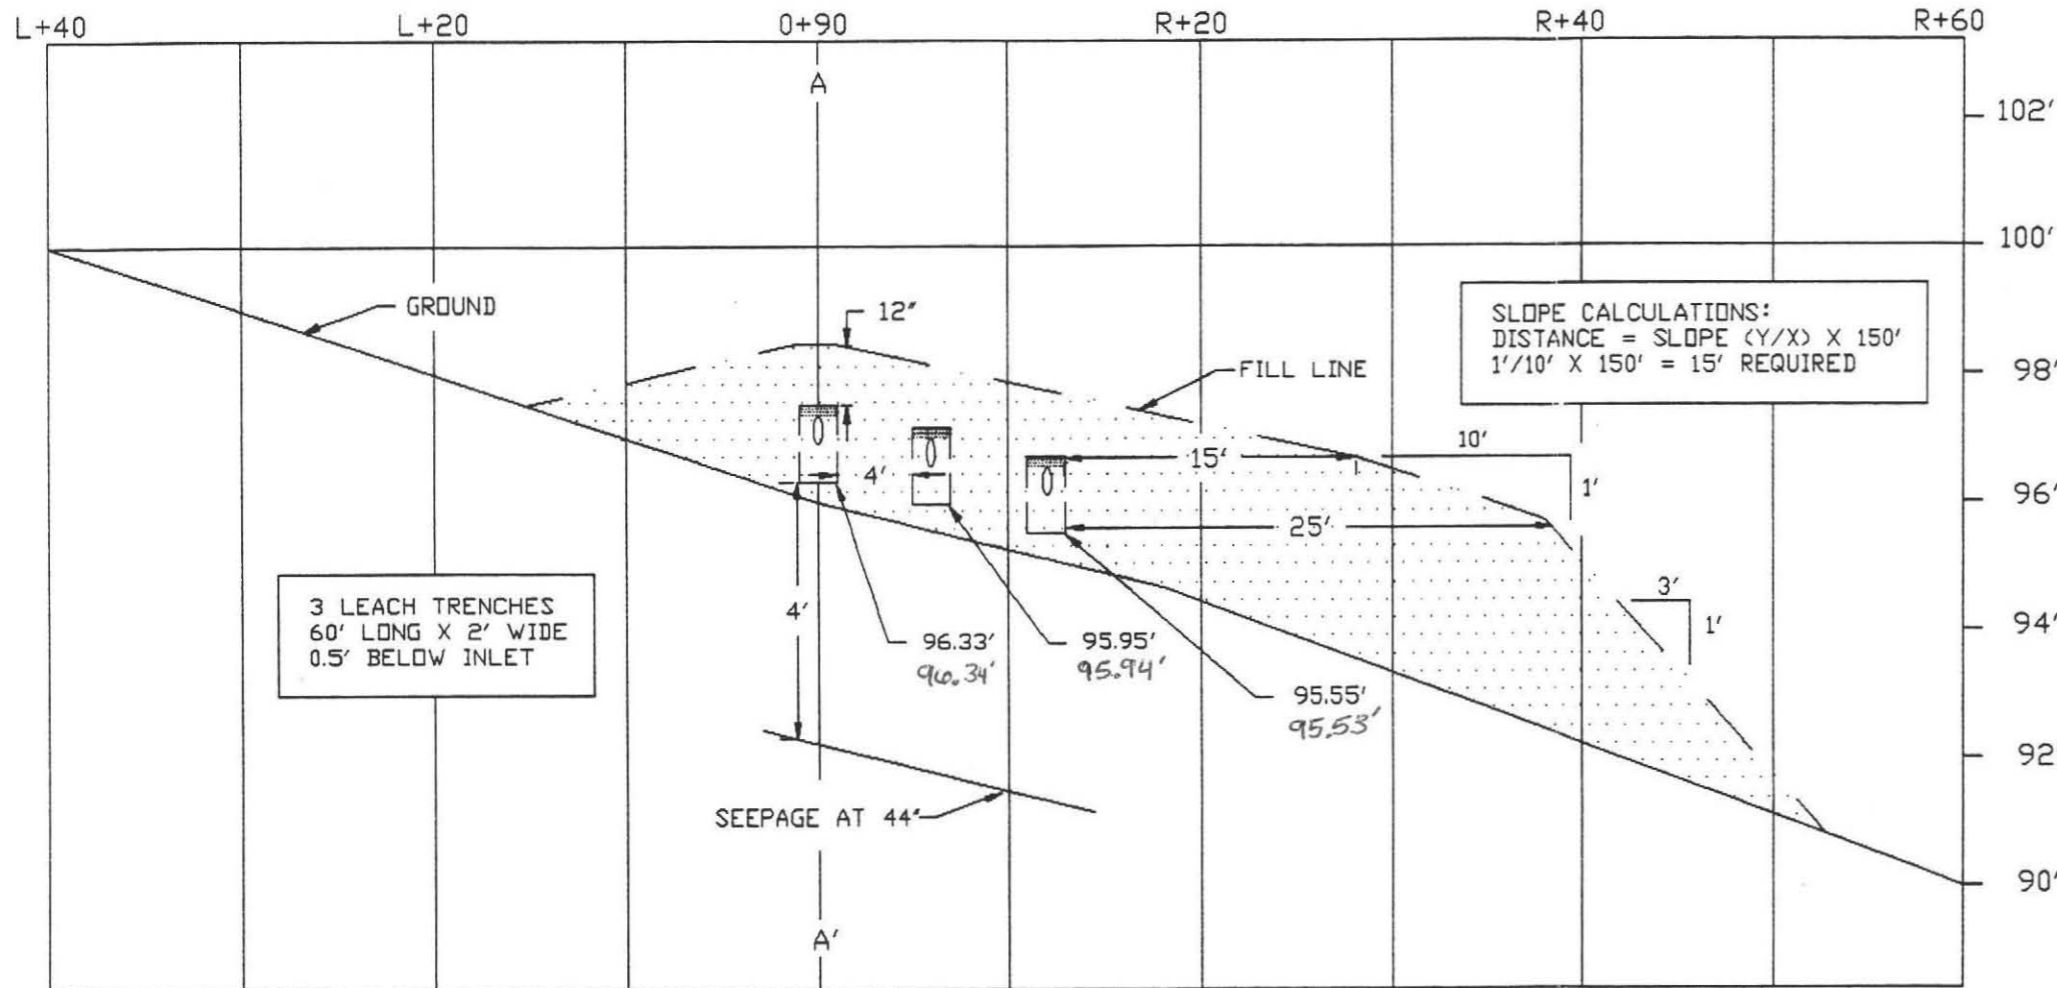 L+40
L+20
0+90
R+20
R+40
R+60
A
102'
100'
GROUND
12"
SLOPE CALCULATIONS:
DISTANCE = SLOPE (Y/X) X 150'
1'/10' X 150' = 15' REQUIRED
98'
FILL LINE
10'
15'
4'
1'
96'
25'
3 LEACH TRENCHES
60' LONG X 2' WIDE
0.5' BELOW INLET
4'
3'
1'
94'
96.33'
96.34'
95.95'
95.94'
95.55'
95.53'
92'
SEEPAGE AT 44"
90'
A'